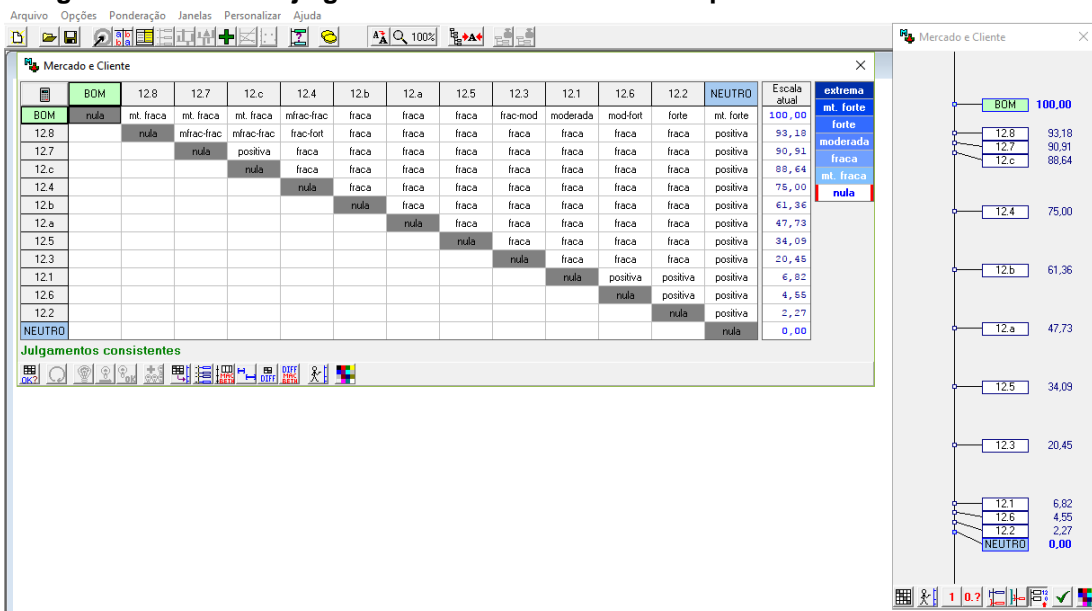 Arquivo Opções Ponderação Janelas Personalizar Ajuda
100%
Mercado e Cliente
BOM 12.8 12.7 12.c 12.4 12.b 12.a 12.5 12.3 12.1 12.6 12.2 NEUTRO Escala atual
BOM nula mt. fraca mt. fraca mt. fraca mfrac-frac fraca fraca fraca frac-mod moderada mod-fort forte mt. forte 100,00
12.8 nula mfrac-frac mfrac-frac frac-fort fraca fraca fraca fraca fraca fraca fraca positiva 93,18
12.7 nula positiva fraca fraca fraca fraca fraca fraca fraca fraca positiva 90,91
12.c nula fraca fraca fraca fraca fraca fraca fraca fraca positiva 88,64
12.4 nula fraca fraca fraca fraca fraca fraca fraca positiva 75,00
12.b nula fraca fraca fraca fraca fraca fraca positiva 61,36
12.a nula fraca fraca fraca fraca fraca positiva 47,73
12.5 nula fraca fraca fraca fraca positiva 34,09
12.3 nula fraca fraca fraca positiva 20,45
12.1 nula positiva positiva positiva 6,82
12.6 nula positiva positiva 4,55
12.2 nula positiva 2,27
NEUTRO nula 0,00
extrema
mt. forte
forte
moderada
fraca
mt. fraca
nula
Julgamentos consistentes
Mercado e Cliente
BOM 100,00
12.8 93,18
12.7 90,91
12.c 88,64
12.4 75,00
12.b 61,36
12.a 47,73
12.5 34,09
12.3 20,45
12.1 6,82
12.6 4,55
12.2 2,27
NEUTRO 0,00
1 0.?